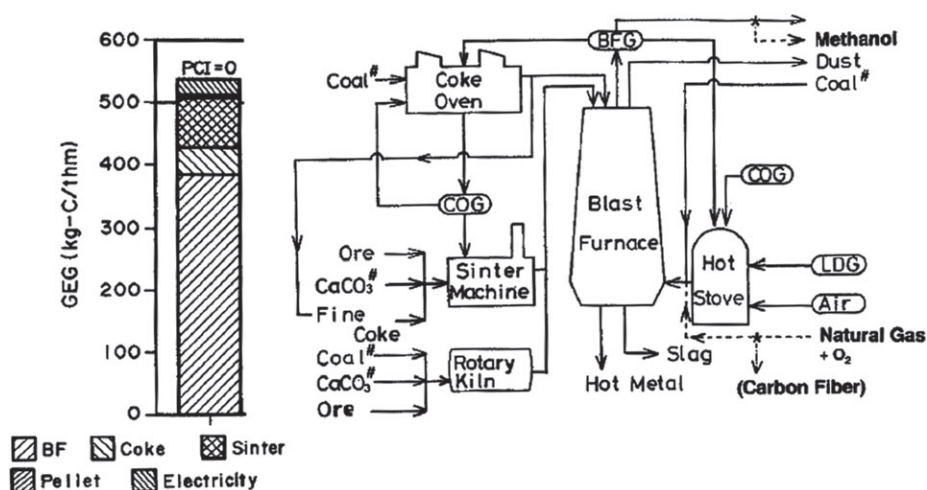 600
500
400
300
200
100
0
GEG (kg-C/thm)
PCI=0
BF
Coke
Sinter
Pellet
Electricity
Coal#
Coke
Oven
BFG
Methanol
Dust
Coal#
COG
COG
Blast
Furnace
Hot
Stove
LDG
Air
Ore
CaCO₃#
Fine
Coke
Sinter
Machine
Coal#
CaCO₃#
Ore
Rotary
Kiln
Hot Metal
Slag
Natural Gas
+ O₂
(Carbon Fiber)